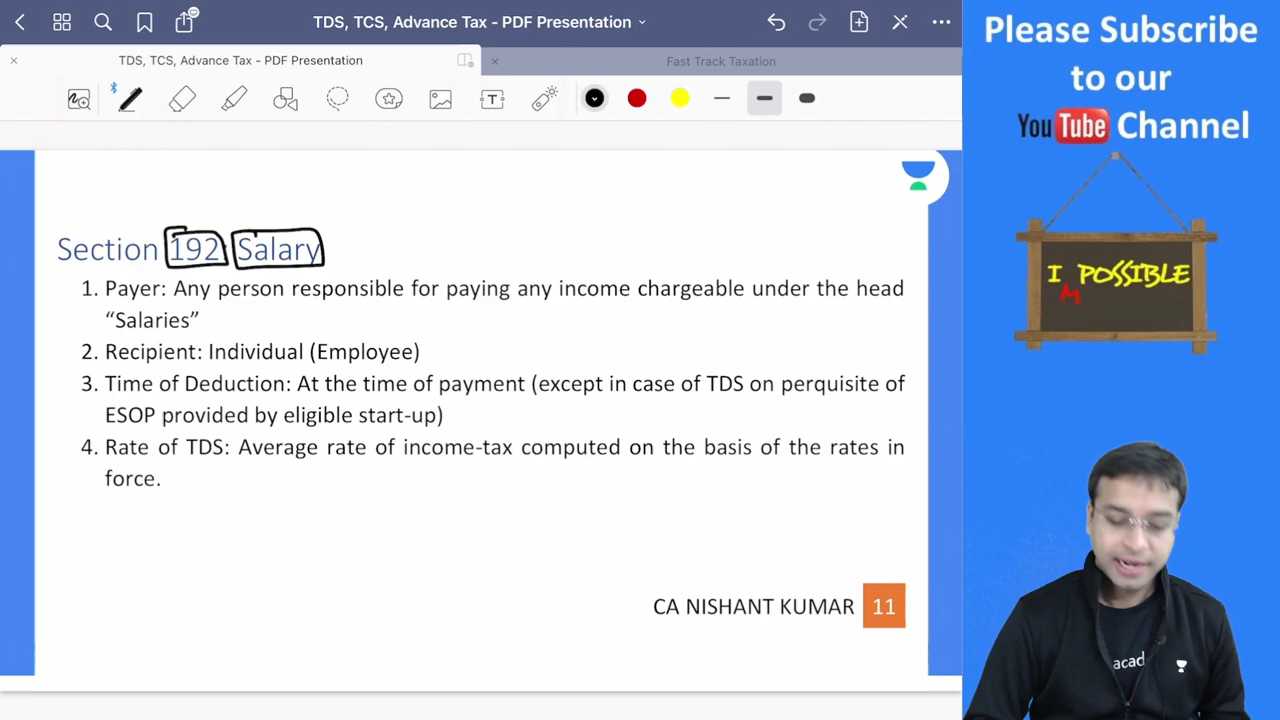 TDS, TCS, Advance Tax - PDF Presentation
TDS, TCS, Advance Tax - PDF Presentation
Fast Track Taxation
Section 192 Salary
1. Payer: Any person responsible for paying any income chargeable under the head
“Salaries”
2. Recipient: Individual (Employee)
3. Time of Deduction: At the time of payment (except in case of TDS on perquisite of
ESOP provided by eligible start-up)
4. Rate of TDS: Average rate of income-tax computed on the basis of the rates in
force.
CA NISHANT KUMAR 11
Please Subscribe
to our
YouTube Channel
I POSSIBLE
M
acad